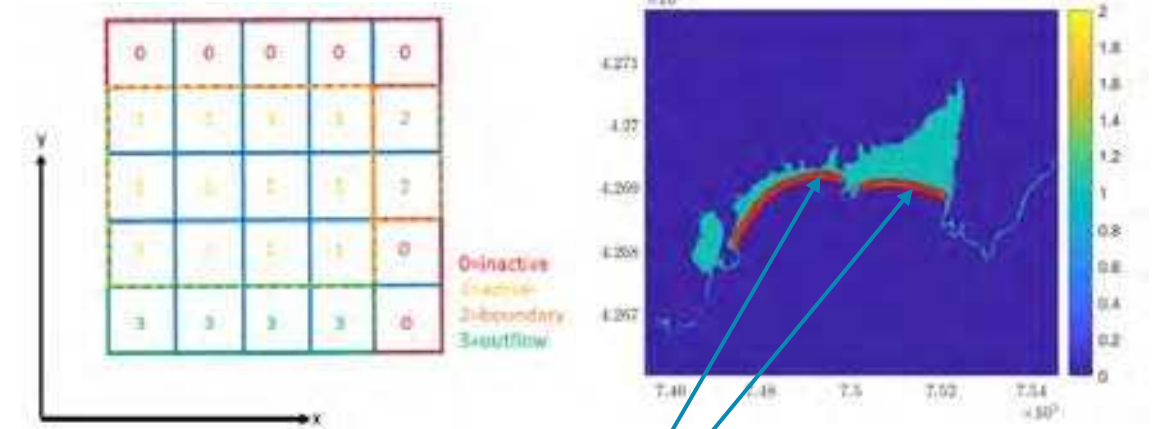 0 0 0 0 0
1 1 1 1 2
1 1 1 1 2
1 1 1 1 0
3 3 3 3 0
y
x
0=inactive
1=active
2=boundary
3=outflow
4.271
4.27
4.269
4.268
4.267
7.46 7.48 7.5 7.52 7.54
2
1.8
1.6
1.4
1.2
1
0.8
0.6
0.4
0.2
0